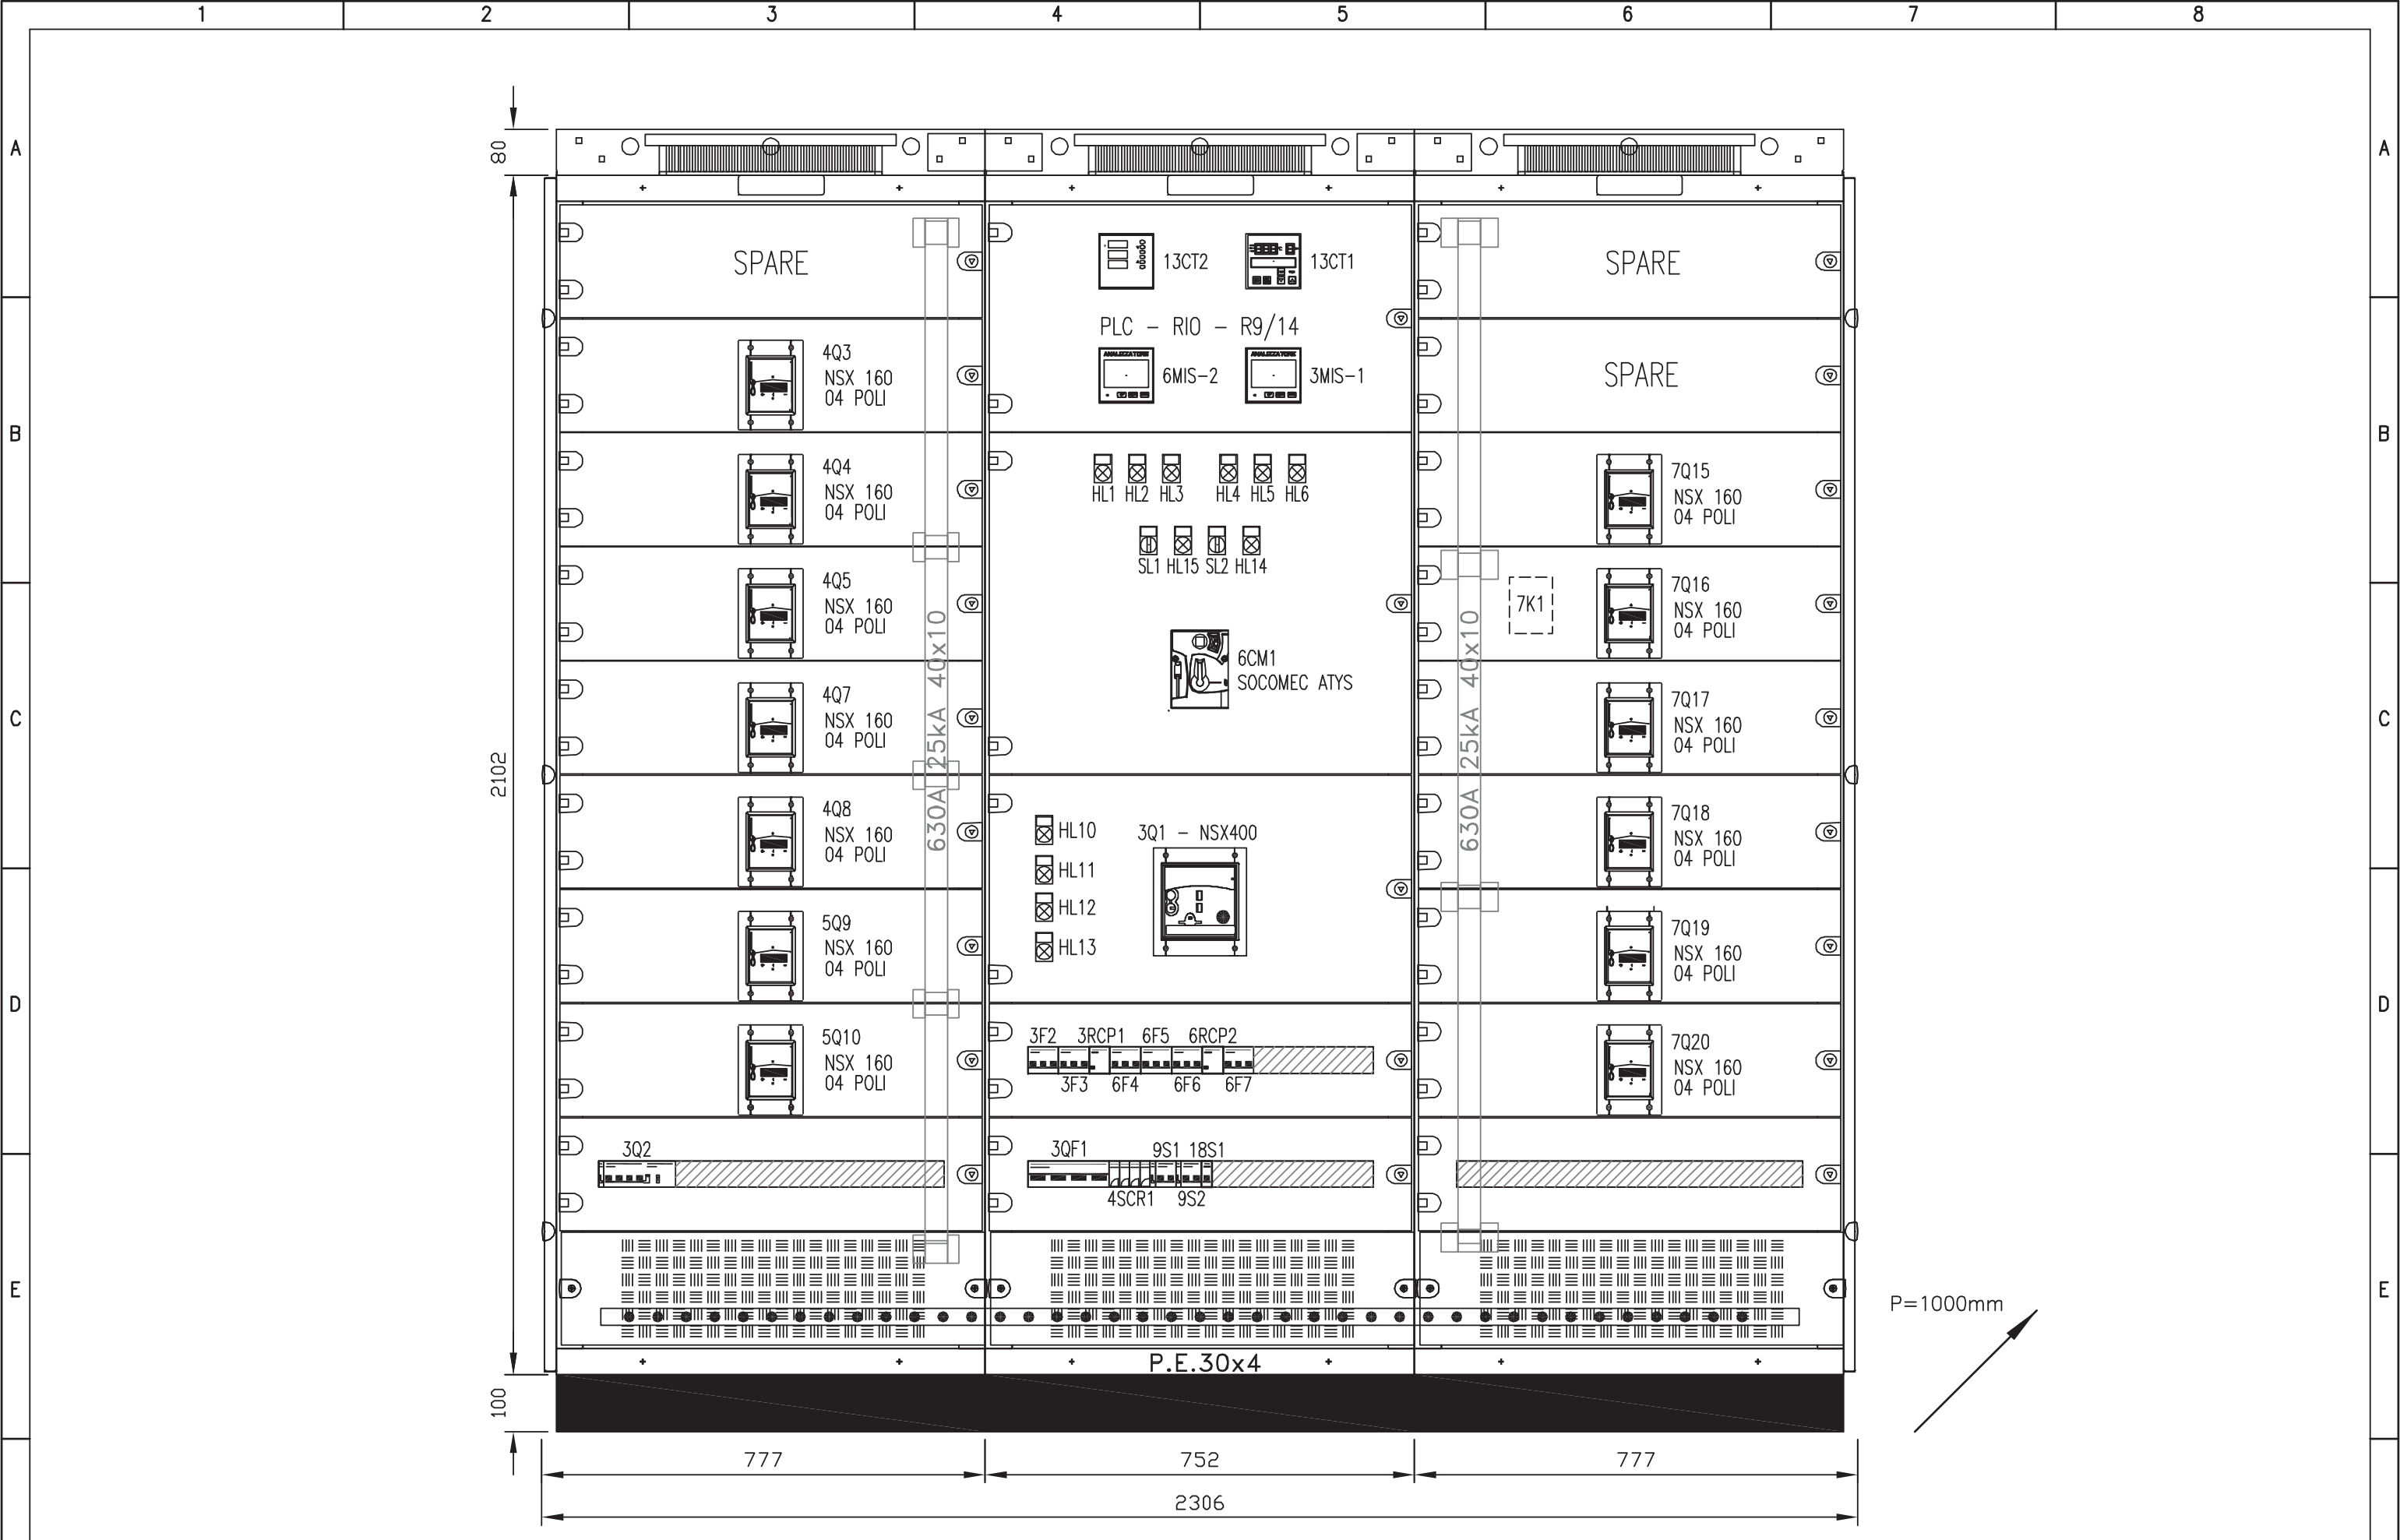 1 2 3 4 5 6 7 8
A A
B B
C C
D D
E E
80
2102
100
SPARE
4Q3
NSX 160
04 POLI
4Q4
NSX 160
04 POLI
4Q5
NSX 160
04 POLI
4Q7
NSX 160
04 POLI
4Q8
NSX 160
04 POLI
5Q9
NSX 160
04 POLI
5Q10
NSX 160
04 POLI
3Q2
630A 25kA 40x10
13CT2 13CT1
PLC - RIO - R9/14
ANALIZZATORE ANALIZZATORE
6MIS-2 3MIS-1
HL1 HL2 HL3 HL4 HL5 HL6
SL1 HL15 SL2 HL14
6CM1
SOCOMEC ATYS
HL10
HL11
HL12
HL13
3Q1 - NSX400
3F2 3RCP1 6F5 6RCP2
3F3 6F4 6F6 6F7
3QF1 9S1 18S1
4SCR1 9S2
P.E.30x4
630A 25kA 40x10
SPARE
SPARE
7Q15
NSX 160
04 POLI
7K1
7Q16
NSX 160
04 POLI
7Q17
NSX 160
04 POLI
7Q18
NSX 160
04 POLI
7Q19
NSX 160
04 POLI
7Q20
NSX 160
04 POLI
P=1000mm
777 752 777
2306